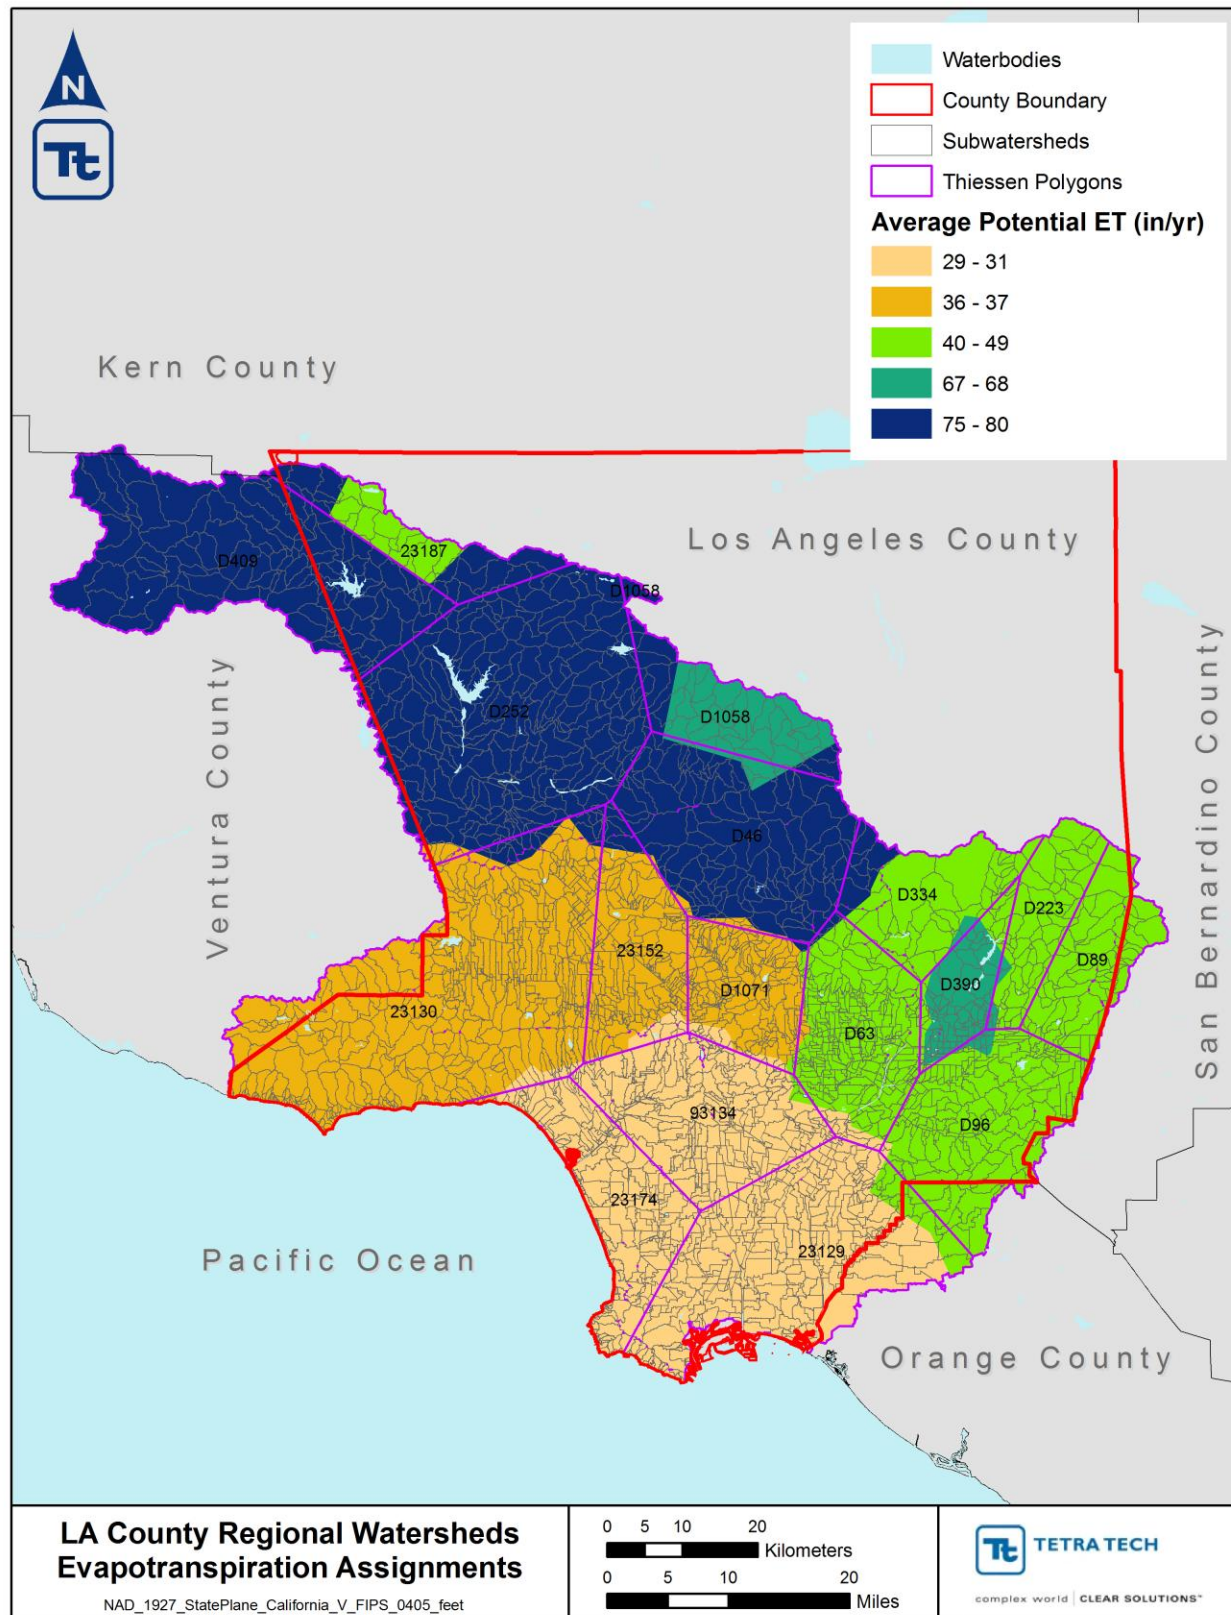 N
Tt
Waterbodies
County Boundary
Subwatersheds
Thiessen Polygons
Average Potential ET (in/yr)
29 - 31
36 - 37
40 - 49
67 - 68
75 - 80
Kern County
Los Angeles County
Ventura County
San Bernardino County
D409
23187
D1058
D252
D1058
D46
D334
D223
D89
23152
D1071
D390
23130
D63
93134
D96
23174
23129
Pacific Ocean
Orange County
LA County Regional Watersheds
Evapotranspiration Assignments
NAD_1927_StatePlane_California_V_FIPS_0405_feet
0 5 10 20
Kilometers
0 5 10 20
Miles
Tt TETRA TECH
complex world | CLEAR SOLUTIONS™